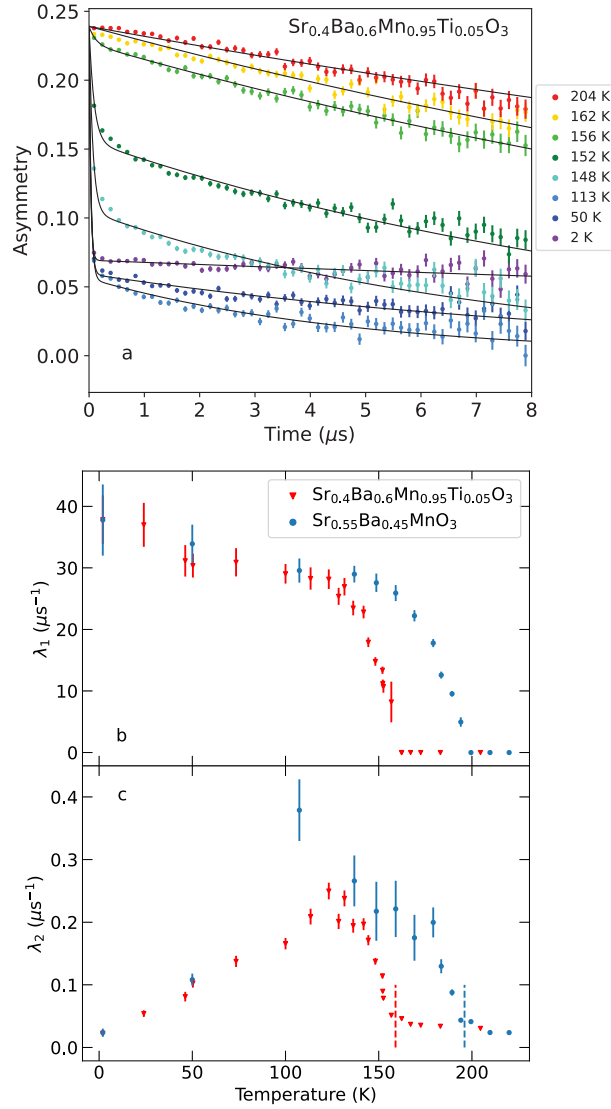 Sr0.4Ba0.6Mn0.95Ti0.05O3
Asymmetry
0.25
0.20
0.15
0.10
0.05
0.00
a
0 1 2 3 4 5 6 7 8
Time (μs)
204 K
162 K
156 K
152 K
148 K
113 K
50 K
2 K
Sr0.4Ba0.6Mn0.95Ti0.05O3
Sr0.55Ba0.45MnO3
λ1 (μs−1)
40
30
20
10
0
b
c
λ2 (μs−1)
0.4
0.3
0.2
0.1
0.0
0 50 100 150 200
Temperature (K)